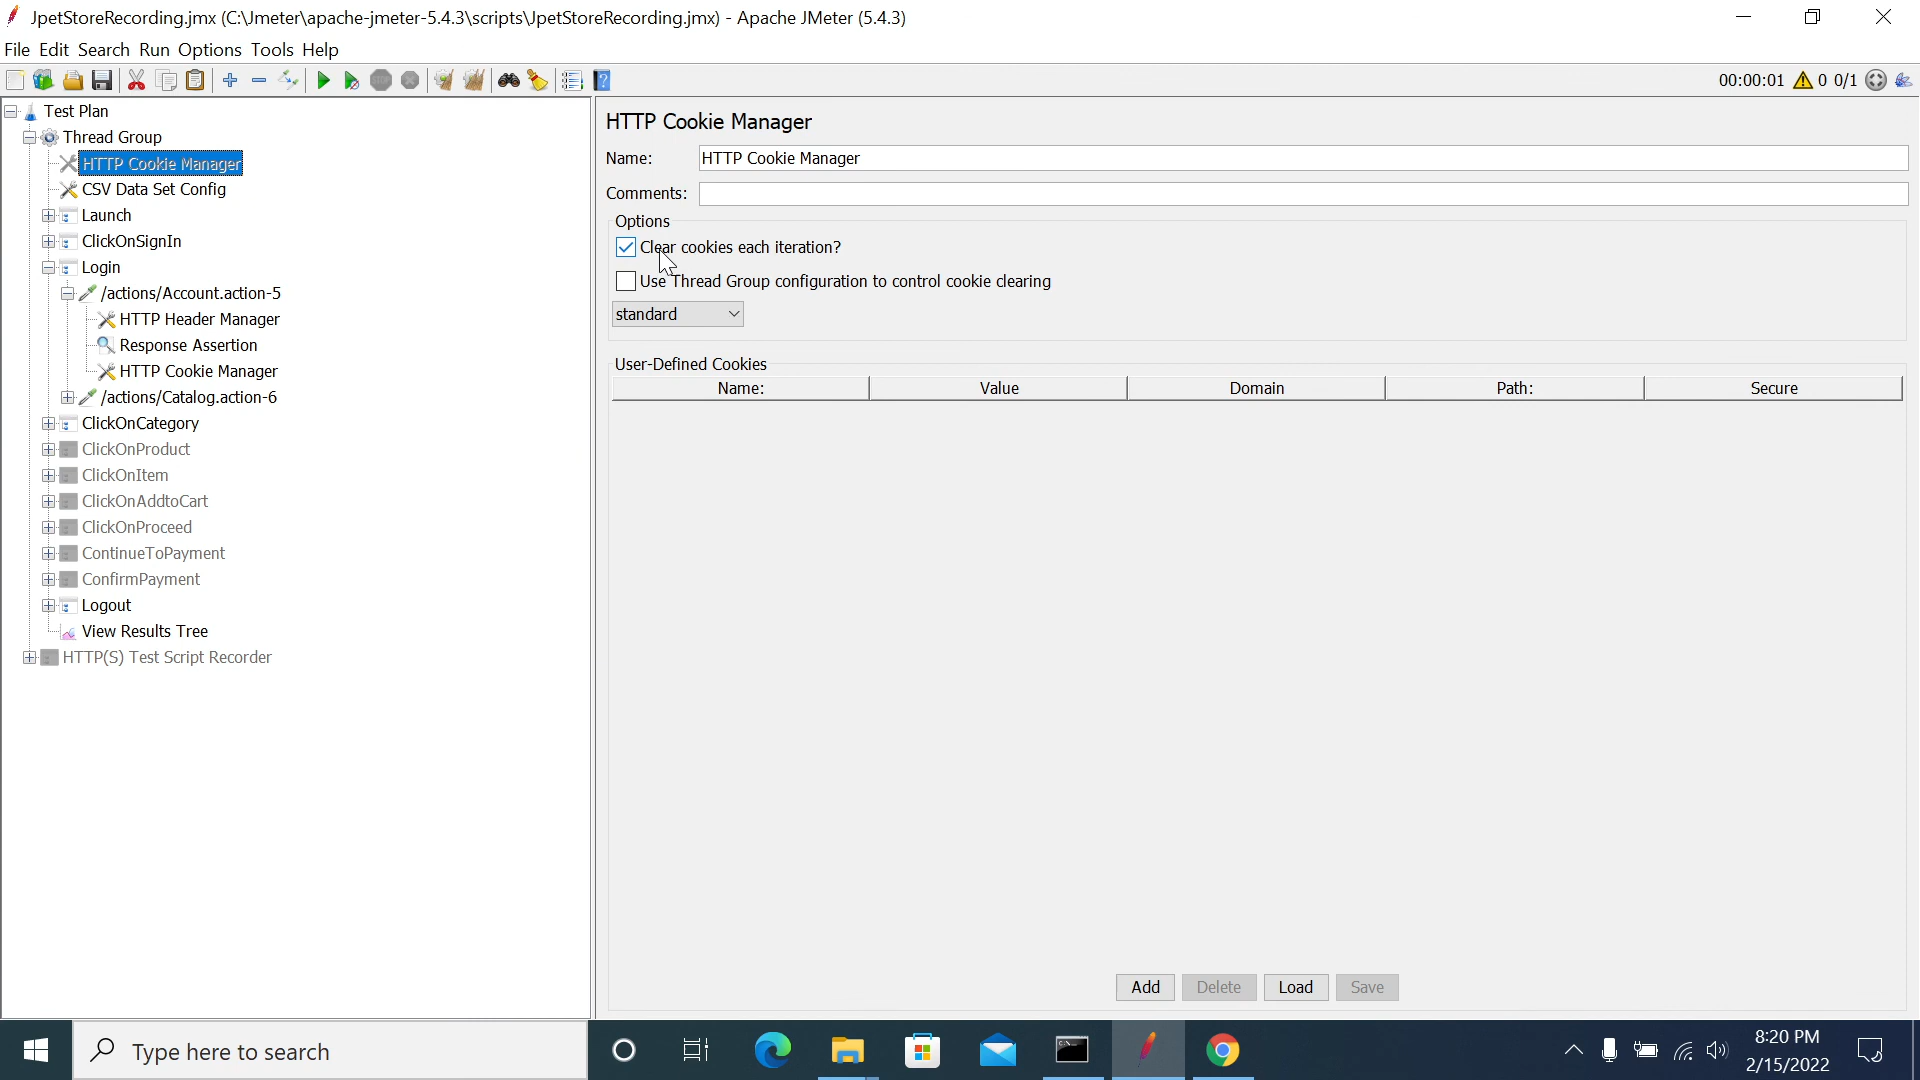 JpetStoreRecording.jmx (C:\Jmeter\apache-jmeter-5.4.3\scripts\JpetStoreRecording.jmx) - Apache JMeter (5.4.3)
File Edit Search Run Options Tools Help
00:00:01 0 0/1
Test Plan
Thread Group
HTTP Cookie Manager
CSV Data Set Config
Launch
ClickOnSignIn
Login
/actions/Account.action-5
HTTP Header Manager
Response Assertion
HTTP Cookie Manager
/actions/Catalog.action-6
ClickOnCategory
ClickOnProduct
ClickOnItem
ClickOnAddtoCart
ClickOnProceed
ContinueToPayment
ConfirmPayment
Logout
View Results Tree
HTTP(S) Test Script Recorder
HTTP Cookie Manager
Name: HTTP Cookie Manager
Comments:
Options
Clear cookies each iteration?
Use Thread Group configuration to control cookie clearing
standard
User-Defined Cookies
Name: Value Domain Path: Secure
Add Delete Load Save
Type here to search
8:20 PM
2/15/2022